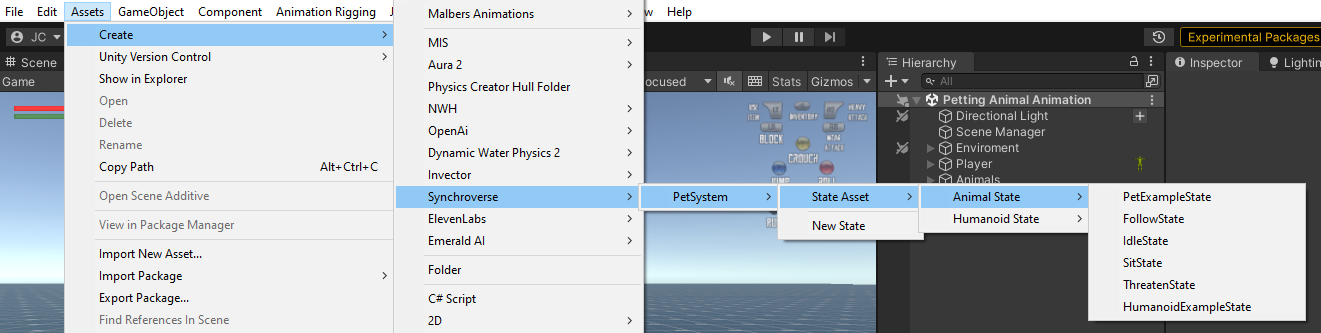 File Edit Assets GameObject Component Animation Rigging w Help
JC
Experimental Packages
Scene
Game
ocused Stats Gizmos
Hierarchy
All
Inspector Lightin
Petting Animal Animation
Directional Light
Scene Manager
Enviroment
Player
Animals
BLOCK
INVENTORY
HEAVY
ATTACK
CROUCH
Create
Unity Version Control
Show in Explorer
Open
Delete
Rename
Copy Path Alt+Ctrl+C
Open Scene Additive
View in Package Manager
Import New Asset...
Import Package
Export Package...
Find References In Scene
Malbers Animations
MIS
Aura 2
Physics Creator Hull Folder
NWH
OpenAi
Dynamic Water Physics 2
Invector
Synchroverse
ElevenLabs
Emerald AI
Folder
C# Script
2D
PetSystem
State Asset
New State
Animal State
Humanoid State
PetExampleState
FollowState
IdleState
SitState
ThreatenState
HumanoidExampleState